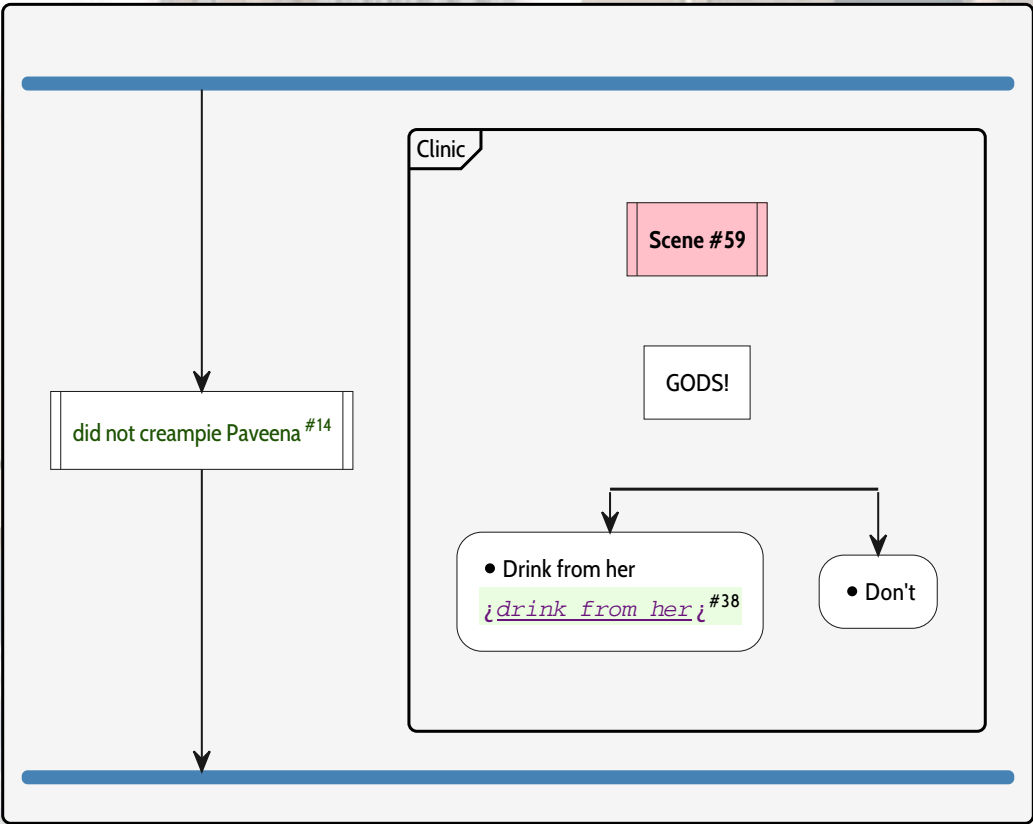 Clinic
Scene #59
GODS!
did not creampie Paveena #14
• Drink from her
¿drink from her¿#38
• Don't